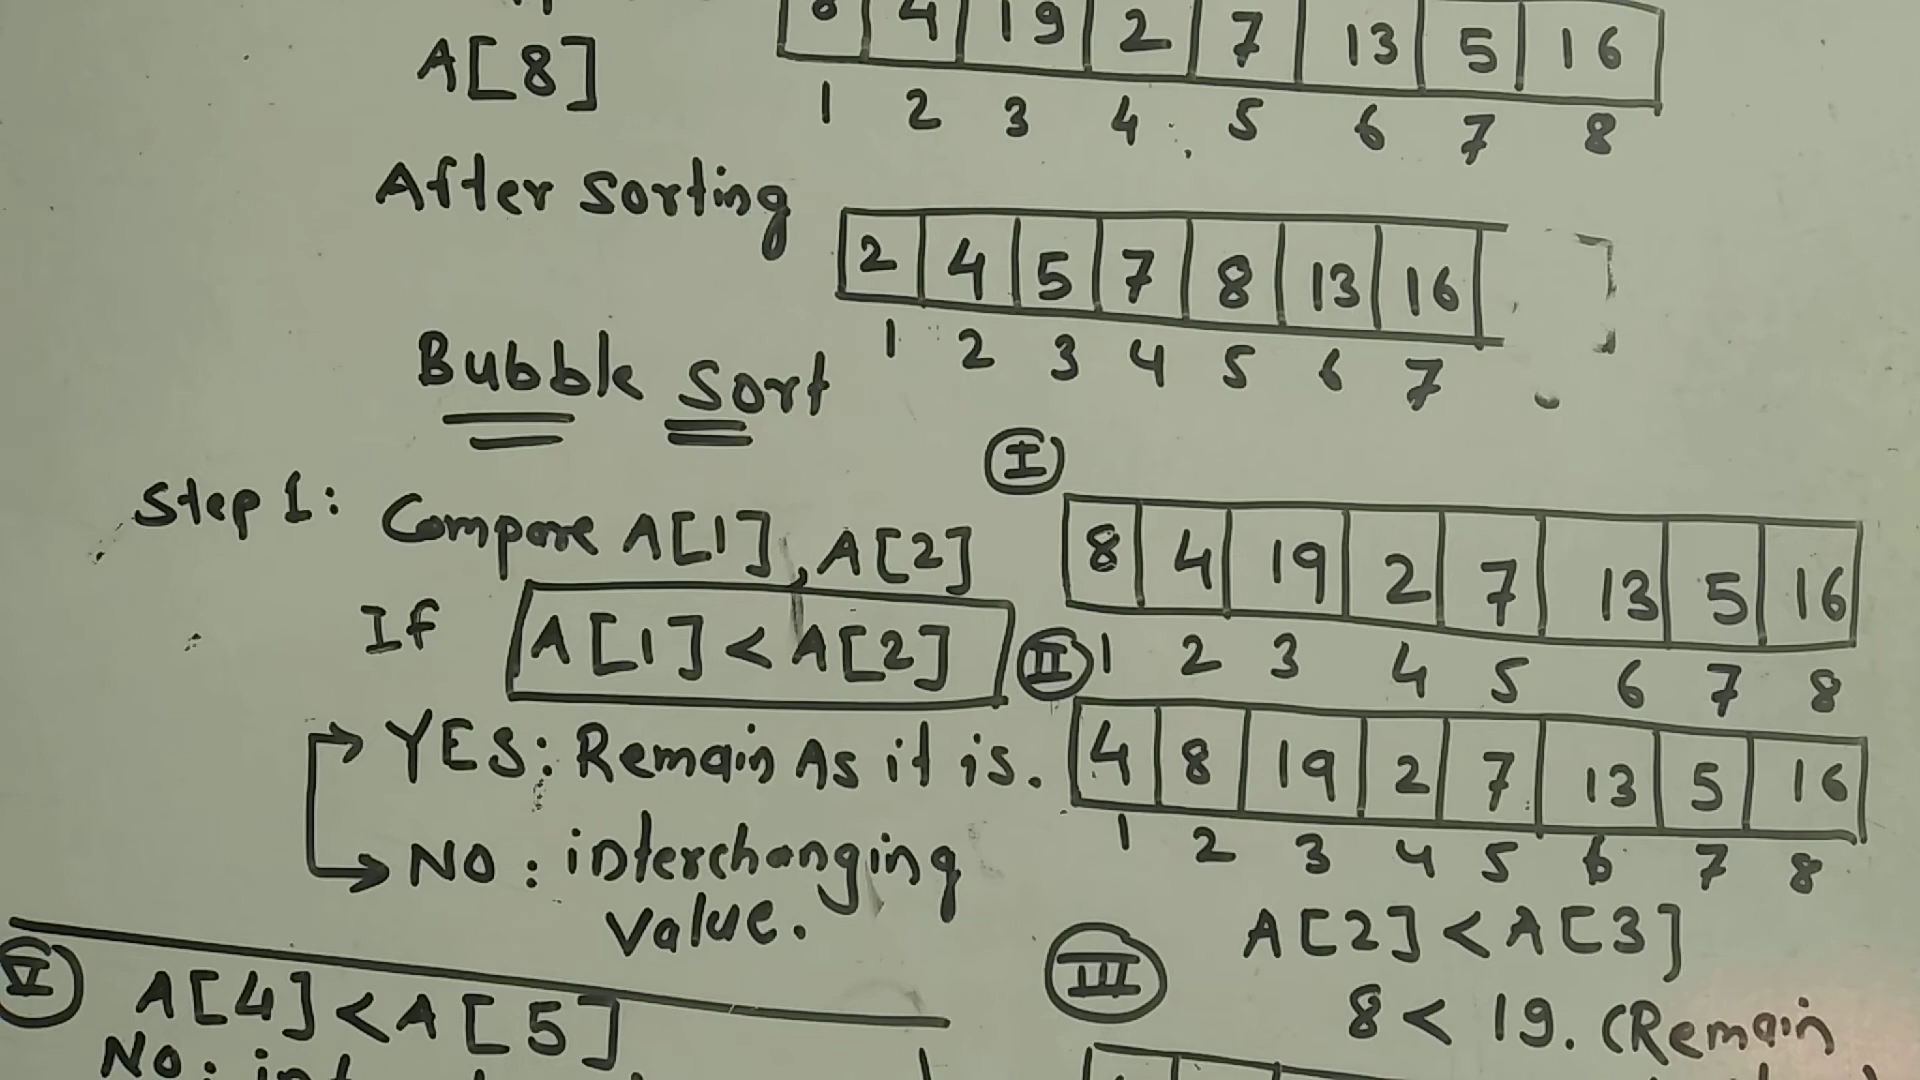 8 4 19 2 7 13 5 16
A[8]
1 2 3 4 5 6 7 8
After sorting
2 4 5 7 8 13 16
1 2 3 4 5 6 7
Bubble Sort
Step 1: Compare A[1], A[2]
If A[1] < A[2]
YES: Remain As it is.
NO: interchanging
value.
I
8 4 19 2 7 13 5 16
1 2 3 4 5 6 7 8
II
4 8 19 2 7 13 5 16
1 2 3 4 5 6 7 8
A[2] < A[3]
III
8 < 19. (Remain
A[4] < A[5]
No: